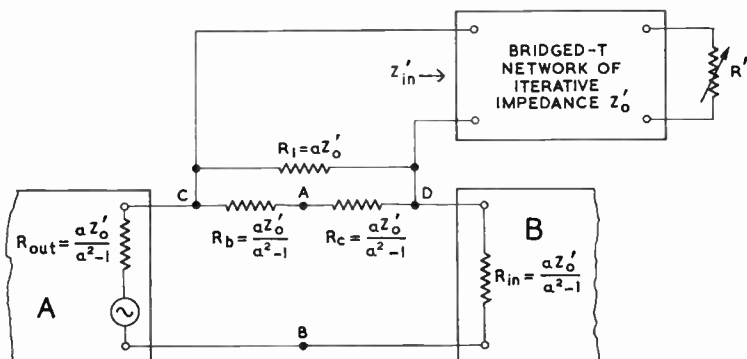 BRIDGED-T
NETWORK OF
ITERATIVE
IMPEDANCE Z'o
Z'in →
R'
Ri=aZ'o
C
A
D
Rout= aZ'o / a²-1
Rb= aZ'o / a²-1
Rc= aZ'o / a²-1
B
Rin= aZ'o / a²-1
A
B